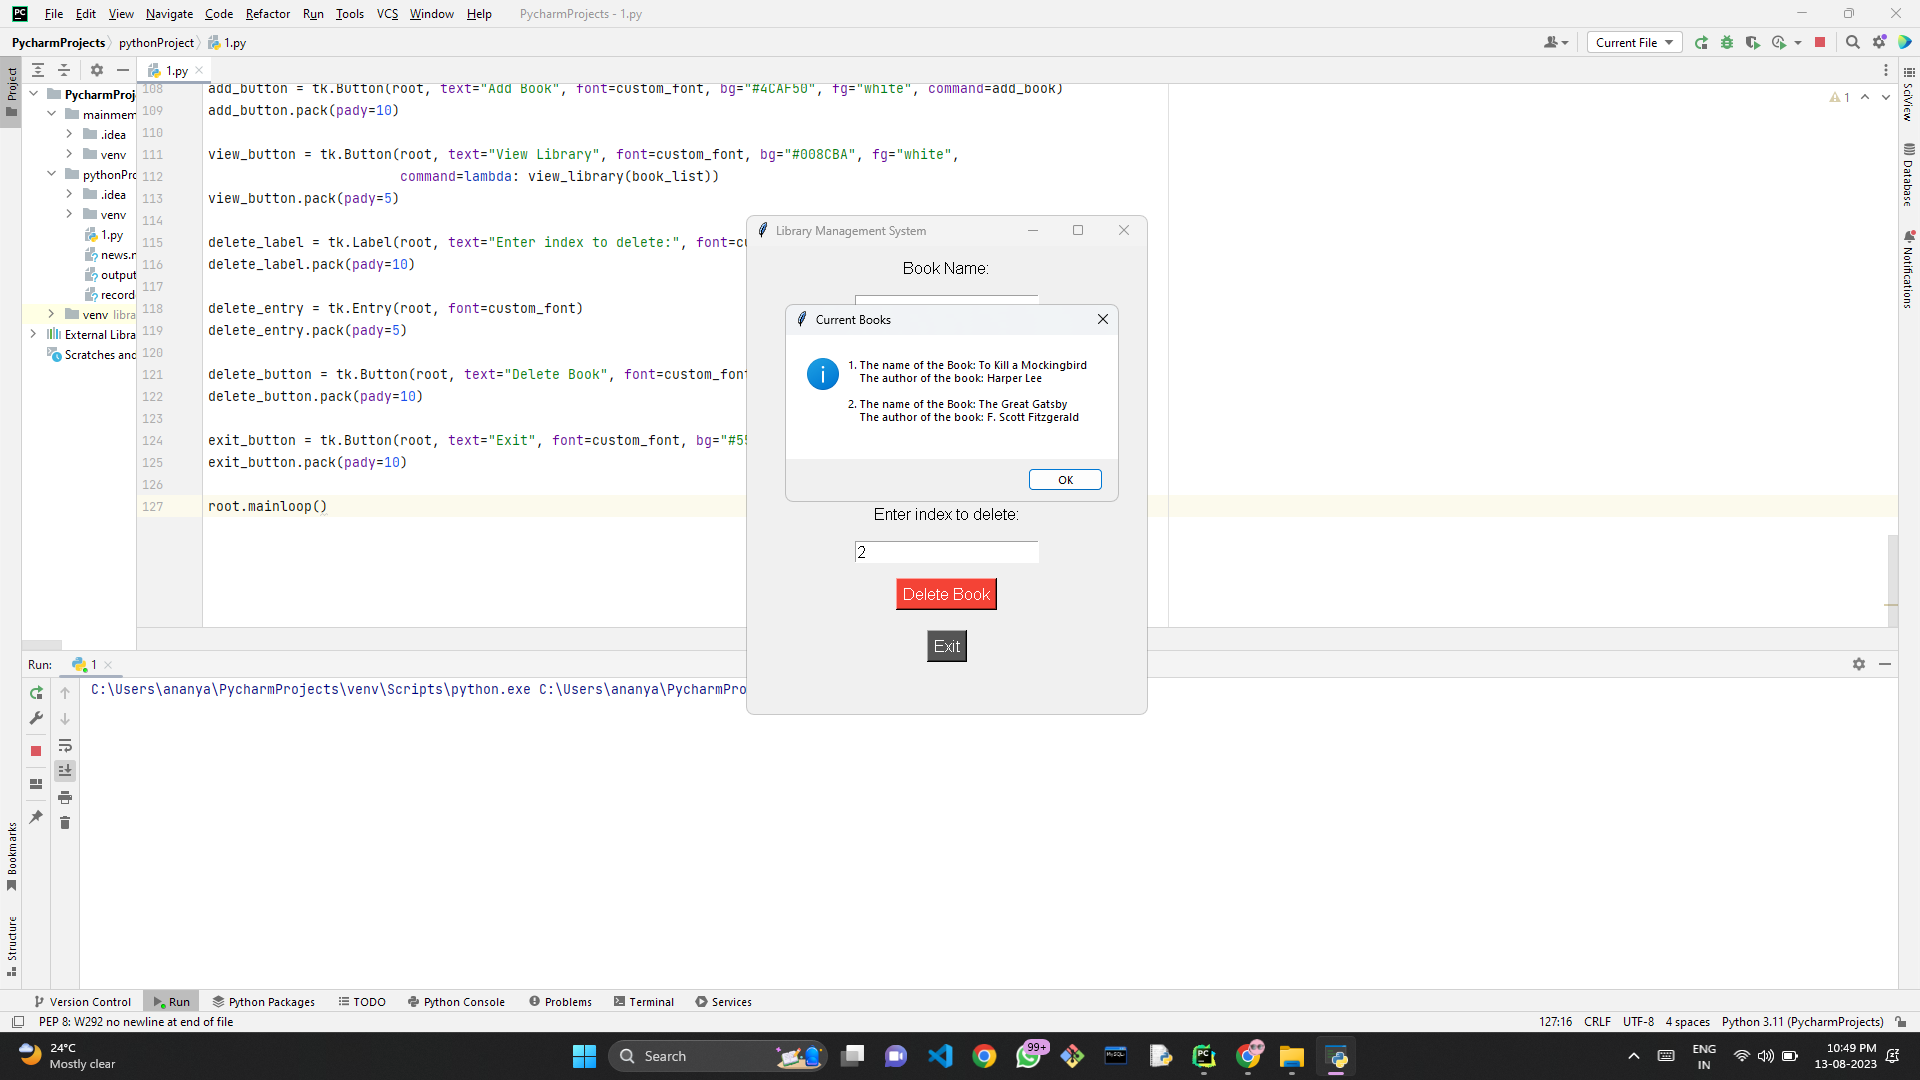 File Edit View Navigate Code Refactor Run Tools VCS Window Help PycharmProjects - 1.py
PycharmProjects pythonProject 1.py
Current File
Project
1.py
PycharmProj
mainmem
.idea
venv
pythonPro
.idea
venv
1.py
news.r
output
record
venv libra
External Libra
Scratches and
108 add_button = tk.Button(root, text="Add Book", font=custom_font, bg="#4CAF50", fg="white", command=add_book)
109 add_button.pack(pady=10)
110
111 view_button = tk.Button(root, text="View Library", font=custom_font, bg="#008CBA", fg="white",
112 command=lambda: view_library(book_list))
113 view_button.pack(pady=5)
114
115 delete_label = tk.Label(root, text="Enter index to delete:", font=cu
116 delete_label.pack(pady=10)
117
118 delete_entry = tk.Entry(root, font=custom_font)
119 delete_entry.pack(pady=5)
120
121 delete_button = tk.Button(root, text="Delete Book", font=custom_font
122 delete_button.pack(pady=10)
123
124 exit_button = tk.Button(root, text="Exit", font=custom_font, bg="#55
125 exit_button.pack(pady=10)
126
127 root.mainloop()
1
SciView
Database
Notifications
Library Management System
Book Name:
Current Books
1. The name of the Book: To Kill a Mockingbird
The author of the book: Harper Lee
2. The name of the Book: The Great Gatsby
The author of the book: F. Scott Fitzgerald
OK
Enter index to delete:
2
Delete Book
Exit
Run: 1
C:\Users\ananya\PycharmProjects\venv\Scripts\python.exe C:\Users\ananya\PycharmPro
Bookmarks
Structure
Version Control Run Python Packages TODO Python Console Problems Terminal Services
PEP 8: W292 no newline at end of file
127:16 CRLF UTF-8 4 spaces Python 3.11 (PycharmProjects)
24°C
Mostly clear
Search
99+
MySQL
PC
ENG
IN
10:49 PM
13-08-2023